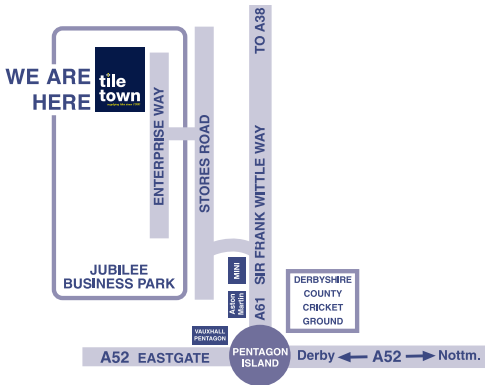 TO A38
WE ARE
HERE
tile
town
ENTERPRISE WAY
STORES ROAD
A61 SIR FRANK WITTLE WAY
JUBILEE
BUSINESS PARK
MINI
Aston
Martin
DERBYSHIRE
COUNTY
CRICKET
GROUND
VAUXHALL
PENTAGON
A52 EASTGATE
PENTAGON
ISLAND
Derby A52 Nottm.